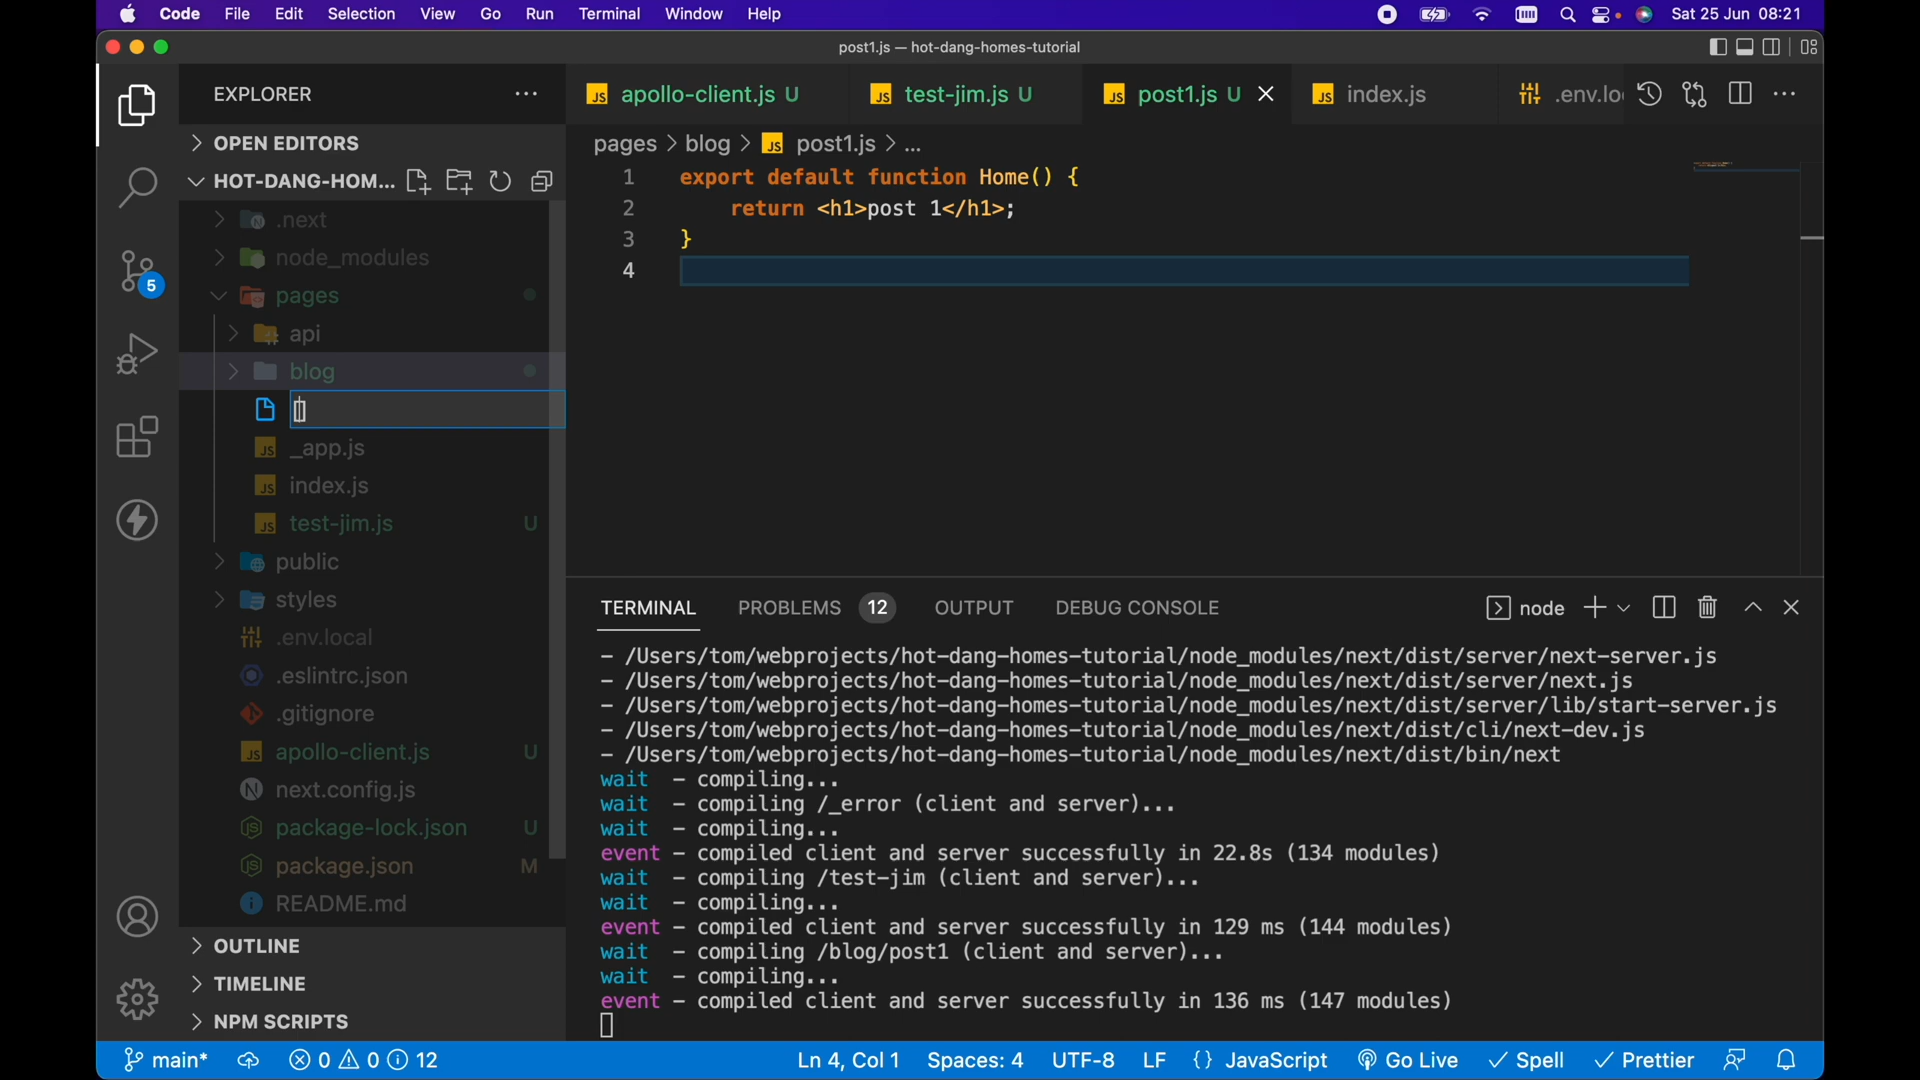 Code File Edit Selection View Go Run Terminal Window Help Sat 25 Jun 08:21
post1.js — hot-dang-homes-tutorial
EXPLORER ···
apollo-client.js U
test-jim.js U
post1.js U
index.js
.env.lo
OPEN EDITORS
pages > blog > post1.js > ...
HOT-DANG-HOM...
.next
node_modules
pages
api
blog
[]
_app.js
index.js
test-jim.js U
public
styles
.env.local
.eslintrc.json
.gitignore
apollo-client.js U
next.config.js
package-lock.json U
package.json M
README.md
OUTLINE
TIMELINE
NPM SCRIPTS
5
1 export default function Home() {
2 return <h1>post 1</h1>;
3 }
4
TERMINAL PROBLEMS 12 OUTPUT DEBUG CONSOLE node
- /Users/tom/webprojects/hot-dang-homes-tutorial/node_modules/next/dist/server/next-server.js
- /Users/tom/webprojects/hot-dang-homes-tutorial/node_modules/next/dist/server/next.js
- /Users/tom/webprojects/hot-dang-homes-tutorial/node_modules/next/dist/server/lib/start-server.js
- /Users/tom/webprojects/hot-dang-homes-tutorial/node_modules/next/dist/cli/next-dev.js
- /Users/tom/webprojects/hot-dang-homes-tutorial/node_modules/next/dist/bin/next
wait - compiling...
wait - compiling /_error (client and server)...
wait - compiling...
event - compiled client and server successfully in 22.8s (134 modules)
wait - compiling /test-jim (client and server)...
wait - compiling...
event - compiled client and server successfully in 129 ms (144 modules)
wait - compiling /blog/post1 (client and server)...
wait - compiling...
event - compiled client and server successfully in 136 ms (147 modules)
main* 0 0 12 Ln 4, Col 1 Spaces: 4 UTF-8 LF {} JavaScript Go Live Spell Prettier